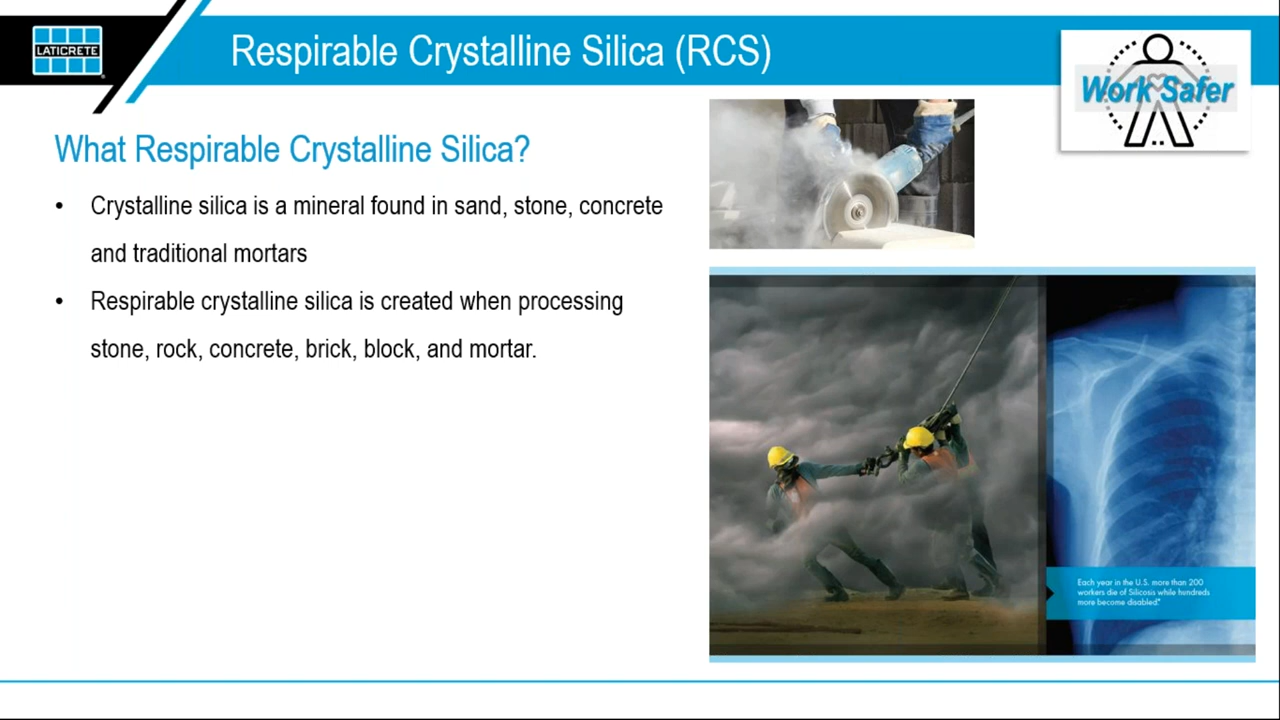 LATICRETE
Respirable Crystalline Silica (RCS)
Work Safer
What Respirable Crystalline Silica?
• Crystalline silica is a mineral found in sand, stone, concrete
and traditional mortars
• Respirable crystalline silica is created when processing
stone, rock, concrete, brick, block, and mortar.
Each year in the U.S. more than 200
workers die of Silicosis while hundreds
more become disabled.*